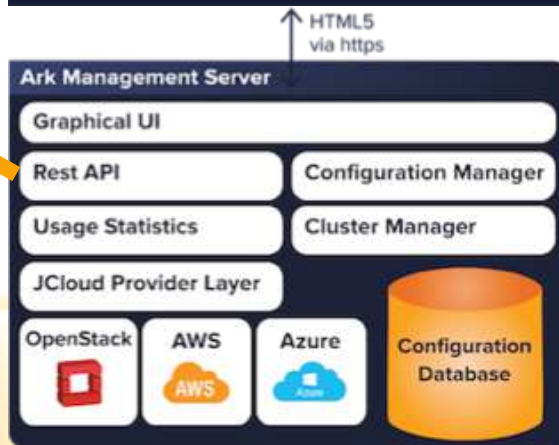 HTML5
via https
Ark Management Server
Graphical UI
Rest API
Configuration Manager
Usage Statistics
Cluster Manager
JCloud Provider Layer
OpenStack
AWS
Azure
AWS
Azure
Configuration
Database